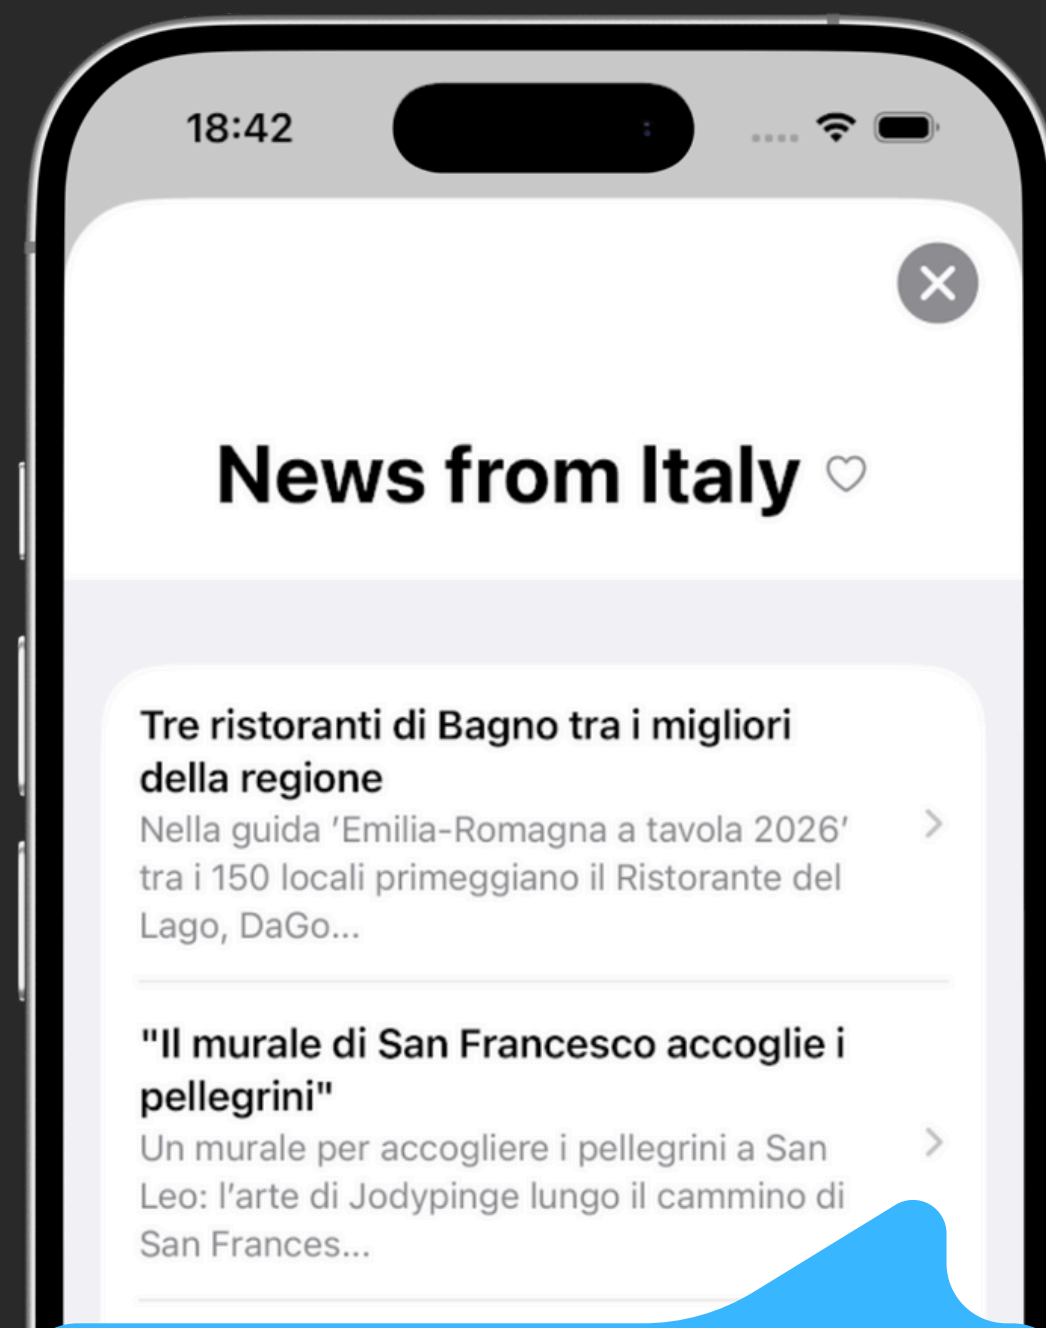 18:42
News from Italy
Tre ristoranti di Bagno tra i migliori
della regione
Nella guida ’Emilia-Romagna a tavola 2026’
tra i 150 locali primeggiano il Ristorante del
Lago, DaGo...
"Il murale di San Francesco accoglie i
pellegrini"
Un murale per accogliere i pellegrini a San
Leo: l’arte di Jodypinge lungo il cammino di
San Frances...